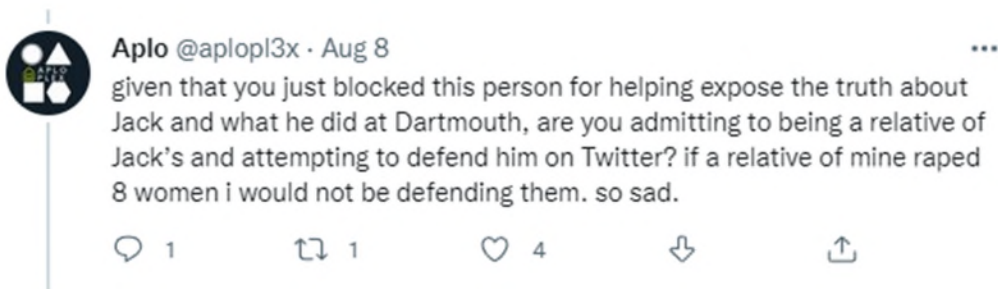 Aplo @aplopl3x · Aug 8
given that you just blocked this person for helping expose the truth about
Jack and what he did at Dartmouth, are you admitting to being a relative of
Jack's and attempting to defend him on Twitter? if a relative of mine raped
8 women i would not be defending them. so sad.
1 1 4
APLO
PLEX